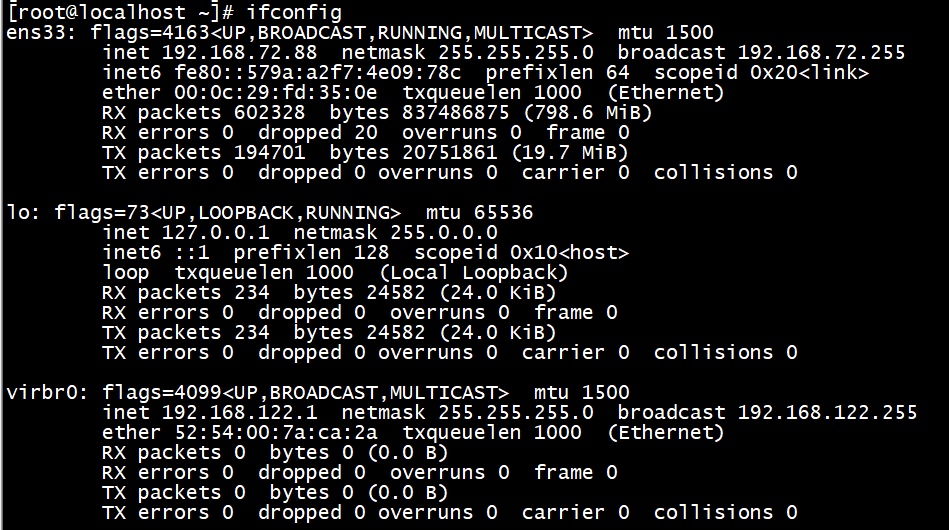 [root@localhost ~]# ifconfig
ens33: flags=4163<UP,BROADCAST,RUNNING,MULTICAST>  mtu 1500
        inet 192.168.72.88  netmask 255.255.255.0  broadcast 192.168.72.255
        inet6 fe80::579a:a2f7:4e09:78c  prefixlen 64  scopeid 0x20<link>
        ether 00:0c:29:fd:35:0e  txqueuelen 1000  (Ethernet)
        RX packets 602328  bytes 837486875 (798.6 MiB)
        RX errors 0  dropped 20  overruns 0  frame 0
        TX packets 194701  bytes 20751861 (19.7 MiB)
        TX errors 0  dropped 0 overruns 0  carrier 0  collisions 0

lo: flags=73<UP,LOOPBACK,RUNNING>  mtu 65536
        inet 127.0.0.1  netmask 255.0.0.0
        inet6 ::1  prefixlen 128  scopeid 0x10<host>
        loop  txqueuelen 1000  (Local Loopback)
        RX packets 234  bytes 24582 (24.0 KiB)
        RX errors 0  dropped 0  overruns 0  frame 0
        TX packets 234  bytes 24582 (24.0 KiB)
        TX errors 0  dropped 0 overruns 0  carrier 0  collisions 0

virbr0: flags=4099<UP,BROADCAST,MULTICAST>  mtu 1500
        inet 192.168.122.1  netmask 255.255.255.0  broadcast 192.168.122.255
        ether 52:54:00:7a:ca:2a  txqueuelen 1000  (Ethernet)
        RX packets 0  bytes 0 (0.0 B)
        RX errors 0  dropped 0  overruns 0  frame 0
        TX packets 0  bytes 0 (0.0 B)
        TX errors 0  dropped 0 overruns 0  carrier 0  collisions 0